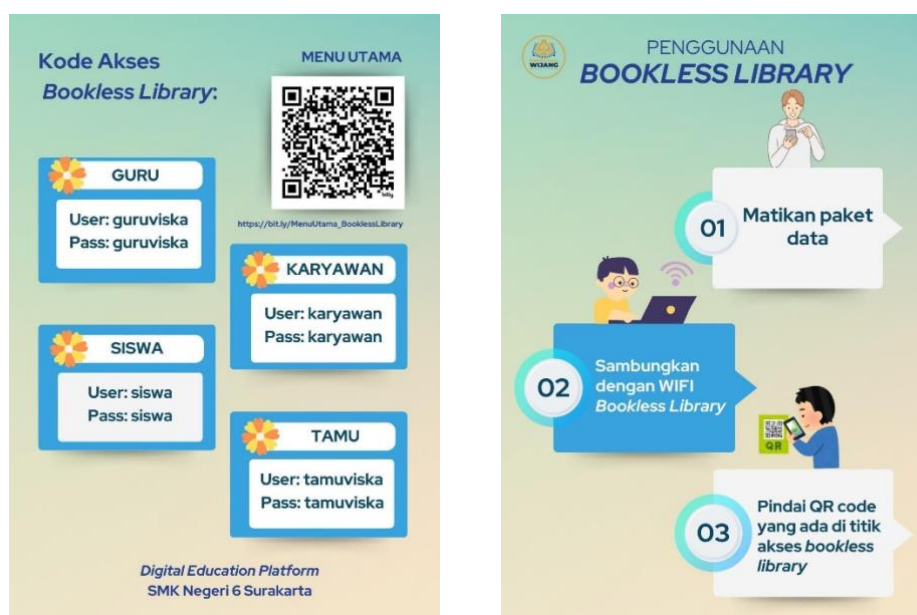 Kode Akses
Bookless Library:
MENU UTAMA
https://bit.ly/MenuUtama_BooklessLibrary
GURU
User: guruviska
Pass: guruviska
KARYAWAN
User: karyawan
Pass: karyawan
SISWA
User: siswa
Pass: siswa
TAMU
User: tamuviska
Pass: tamuviska
Digital Education Platform
SMK Negeri 6 Surakarta
WIJANG
PENGGUNAAN
BOOKLESS LIBRARY
01
Matikan paket
data
02
Sambungkan
dengan WIFI
Bookless Library
QR
03
Pindai QR code
yang ada di titik
akses bookless
library